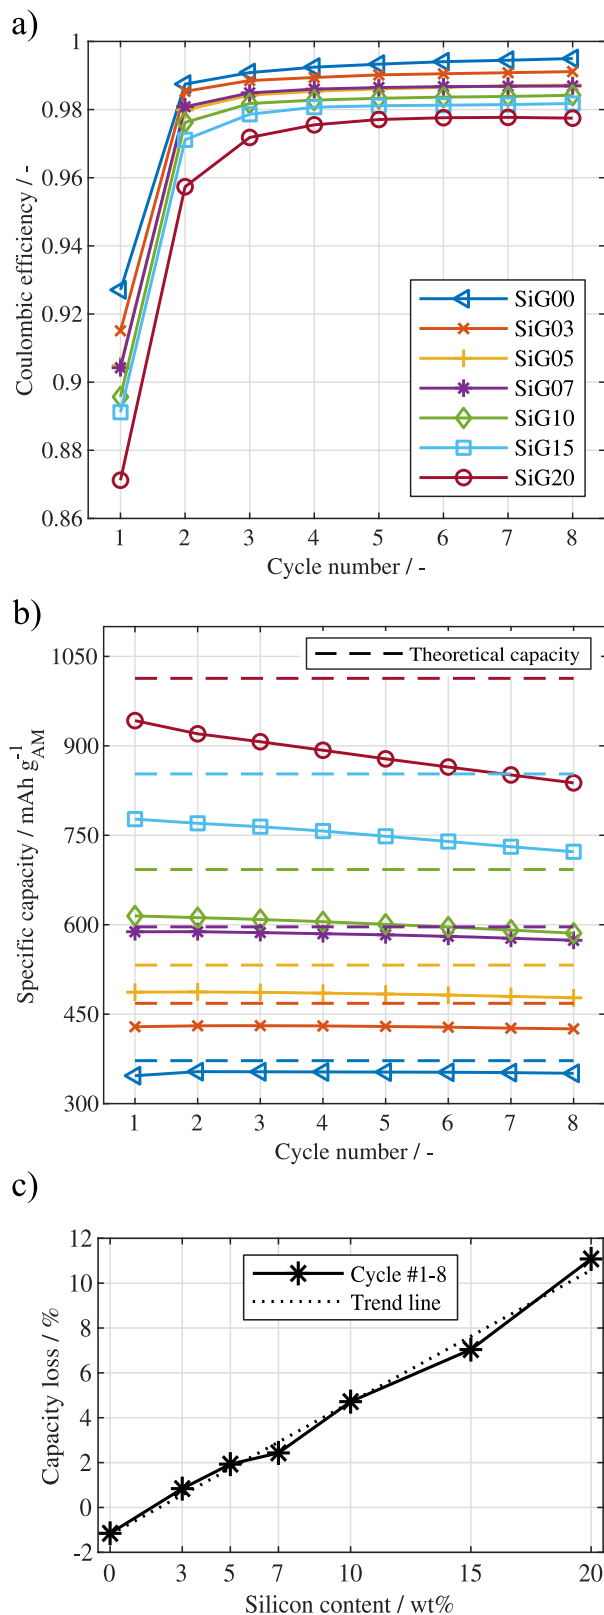 a)
1
0.98
0.96
0.94
0.92
0.9
0.88
0.86
Coulombic efficiency / -
SiG00
SiG03
SiG05
SiG07
SiG10
SiG15
SiG20
1 2 3 4 5 6 7 8
Cycle number / -
b)
1050
900
750
600
450
300
Specific capacity / mAh g-1AM
Theoretical capacity
1 2 3 4 5 6 7 8
Cycle number / -
c)
12
10
8
6
4
2
0
-2
Capacity loss / %
Cycle #1-8
Trend line
0 3 5 7 10 15 20
Silicon content / wt%